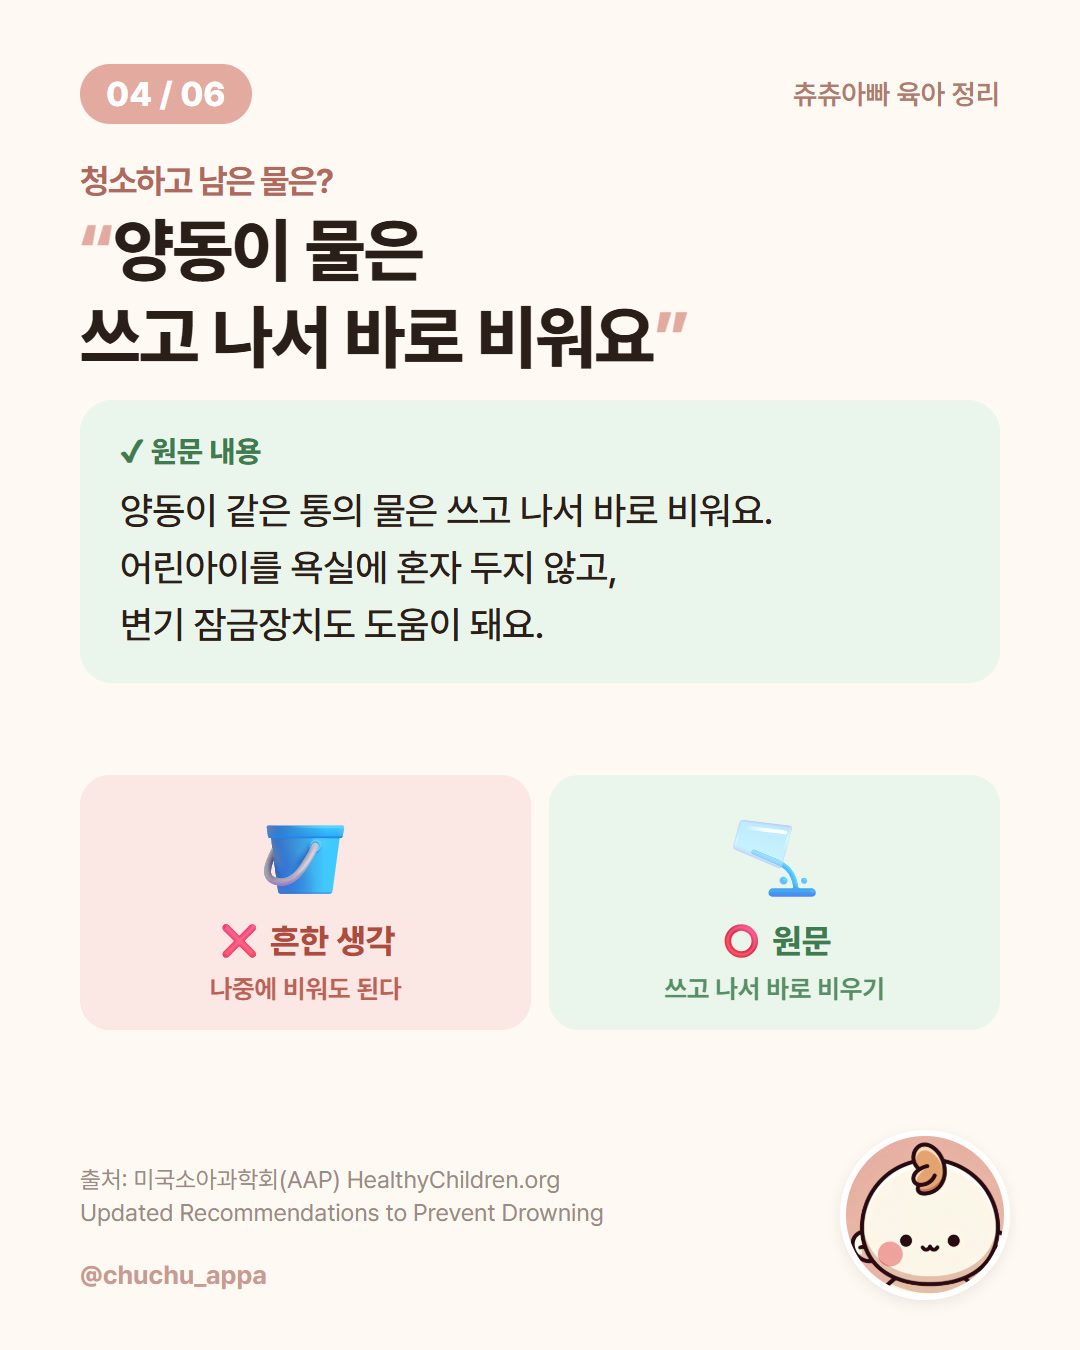 04 / 06
츄츄아빠 육아 정리
청소하고 남은 물은?
“양동이 물은
쓰고 나서 바로 비워요”
✓ 원문 내용
양동이 같은 통의 물은 쓰고 나서 바로 비워요.
어린아이를 욕실에 혼자 두지 않고,
변기 잠금장치도 도움이 돼요.
❌ 흔한 생각
나중에 비워도 된다
⭕ 원문
쓰고 나서 바로 비우기
출처: 미국소아과학회(AAP) HealthyChildren.org
Updated Recommendations to Prevent Drowning
@chuchu_appa